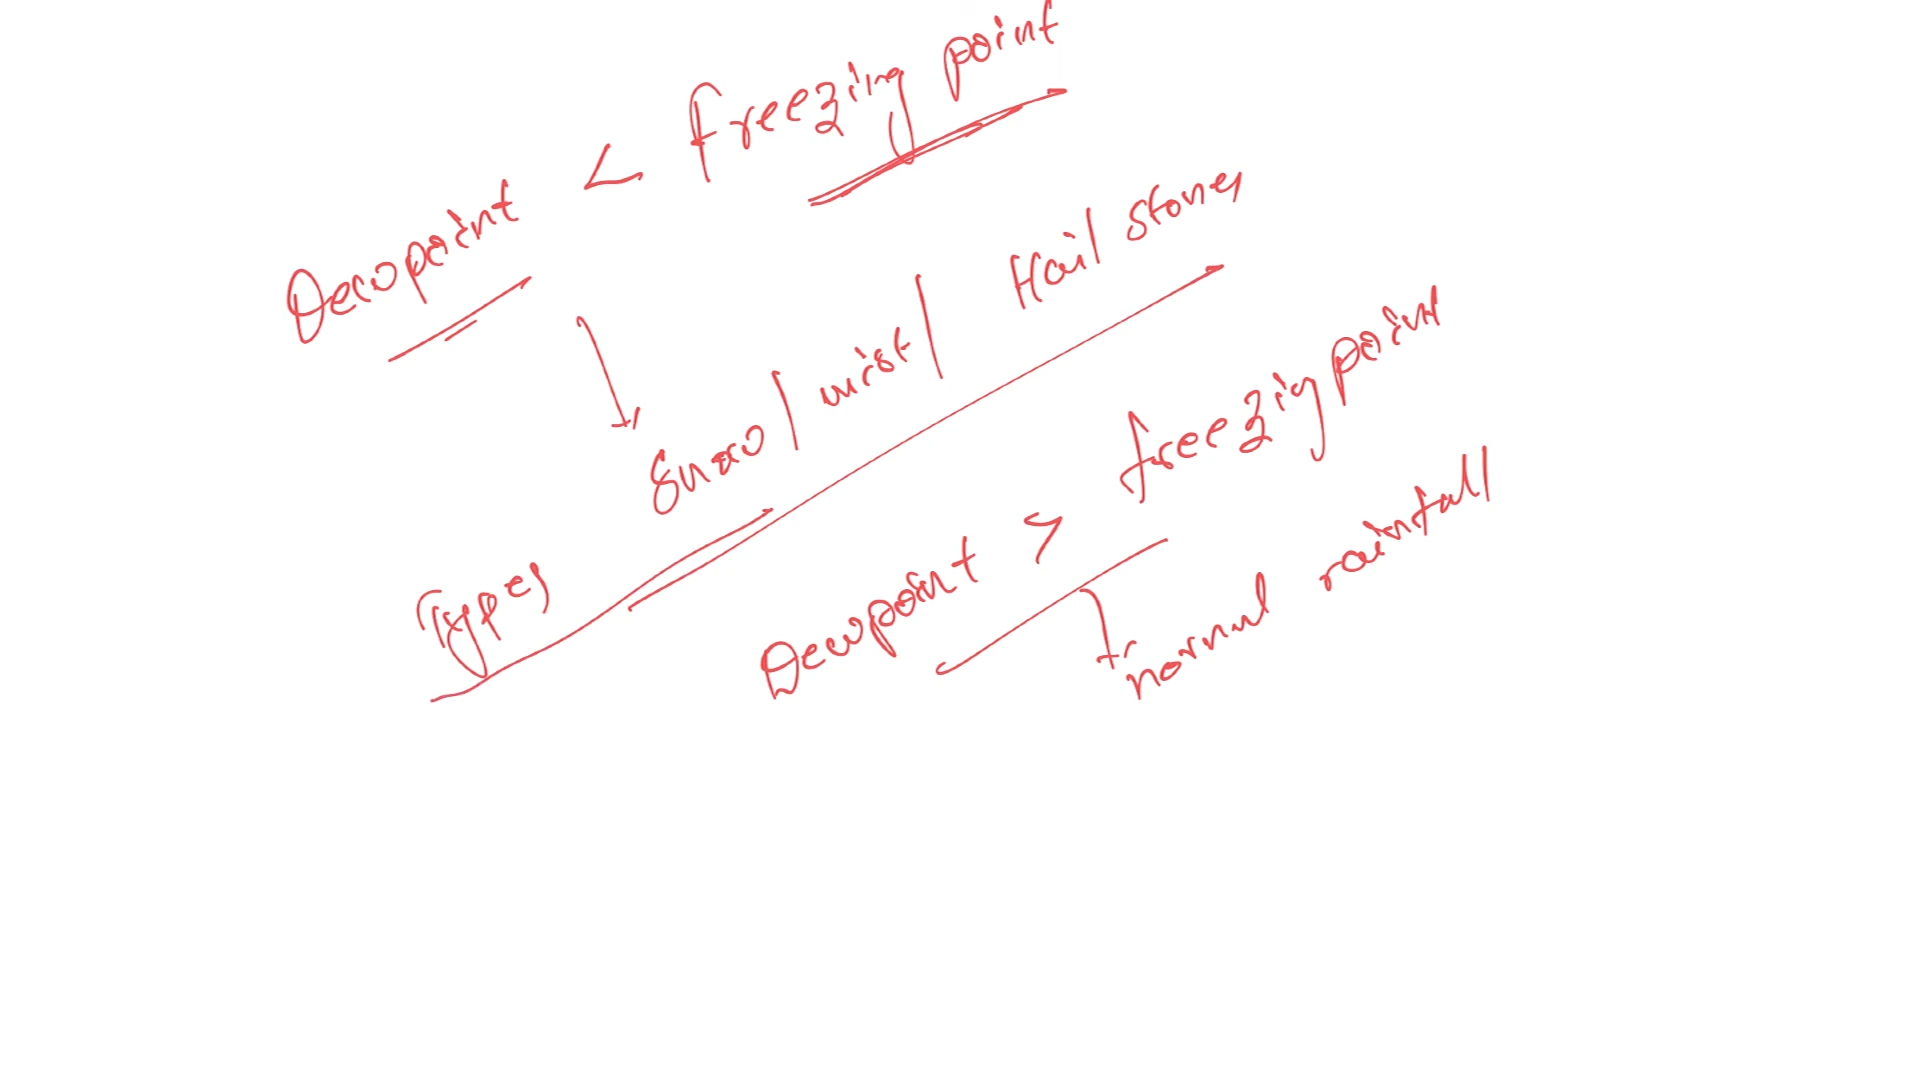 Dewpoint < freezing point
Snow / mist / Hail stones
Types
Dewpoint > freezing point
normal rainfall